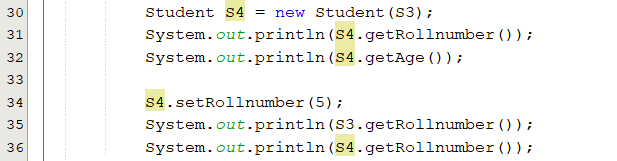 30 Student S4 = new Student(S3);
31 System.out.println(S4.getRollnumber());
32 System.out.println(S4.getAge());
33
34 S4.setRollnumber(5);
35 System.out.println(S3.getRollnumber());
36 System.out.println(S4.getRollnumber());